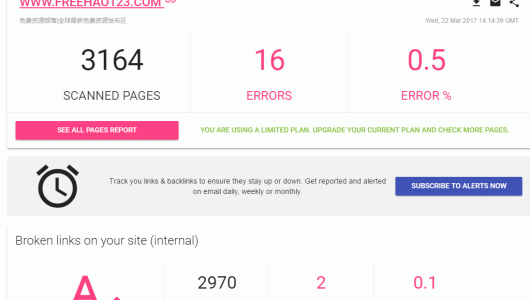 WWW.FREEHAO123.COM
免费资源部落|全球最新免费资源发布区
Wed, 22 Mar 2017 14:14:39 GMT
3164
16
0.5
SCANNED PAGES
ERRORS
ERROR %
SEE ALL PAGES REPORT
YOU ARE USING A LIMITED PLAN. UPGRADE YOUR CURRENT PLAN AND CHECK MORE PAGES.
Track you links & backlinks to ensure they stay up or down. Get reported and alerted
on email daily, weekly or monthly.
SUBSCRIBE TO ALERTS NOW
Broken links on your site (internal)
A
2970
2
0.1